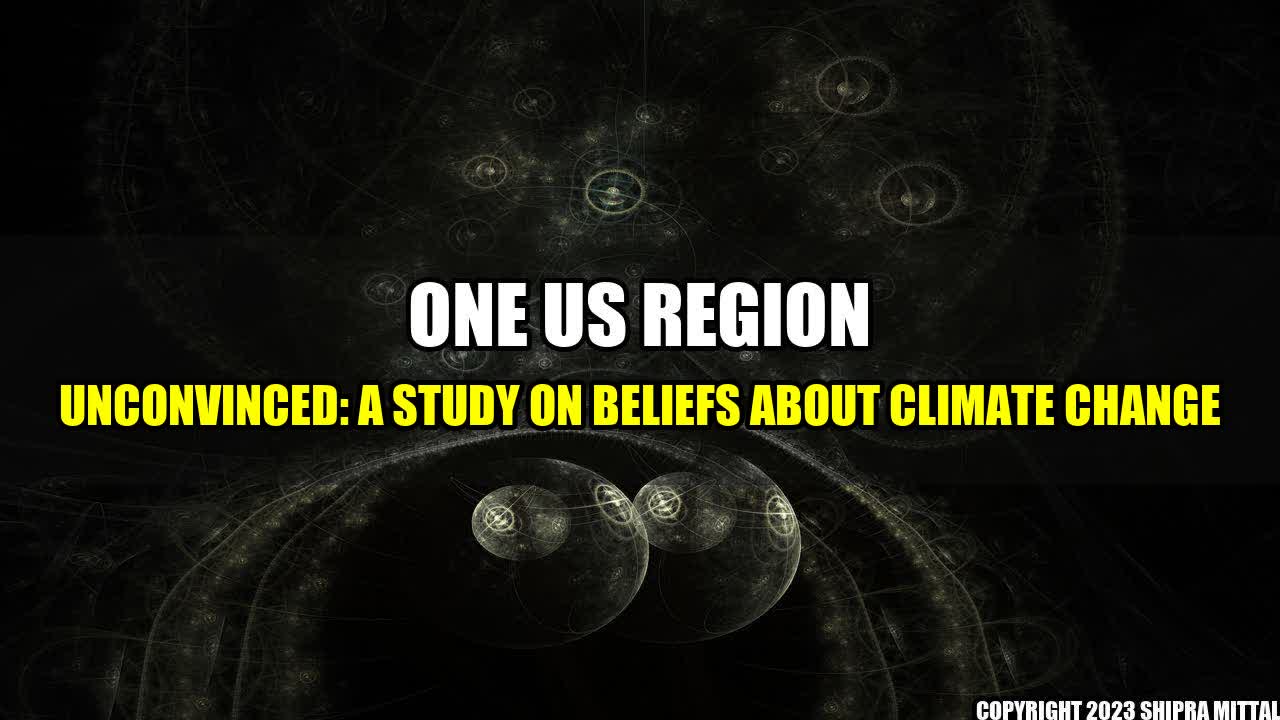 ONE US REGION
UNCONVINCED: A STUDY ON BELIEFS ABOUT CLIMATE CHANGE
COPYRIGHT 2023 SHIPRA MITTAL